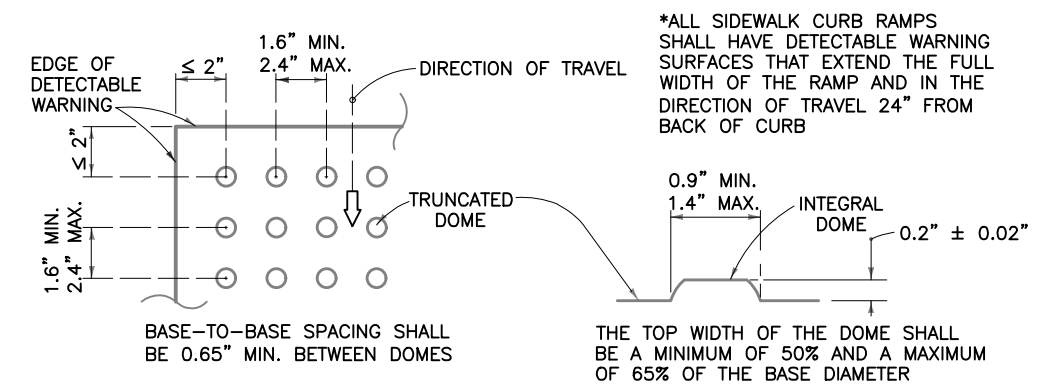 *ALL SIDEWALK CURB RAMPS
SHALL HAVE DETECTABLE WARNING
SURFACES THAT EXTEND THE FULL
WIDTH OF THE RAMP AND IN THE
DIRECTION OF TRAVEL 24" FROM
BACK OF CURB
EDGE OF
DETECTABLE
WARNING
≤ 2"
1.6" MIN.
2.4" MAX.
DIRECTION OF TRAVEL
≤ 2"
1.6" MIN.
2.4" MAX.
TRUNCATED
DOME
BASE-TO-BASE SPACING SHALL
BE 0.65" MIN. BETWEEN DOMES
0.9" MIN.
1.4" MAX.
INTEGRAL
DOME
0.2" ± 0.02"
THE TOP WIDTH OF THE DOME SHALL
BE A MINIMUM OF 50% AND A MAXIMUM
OF 65% OF THE BASE DIAMETER